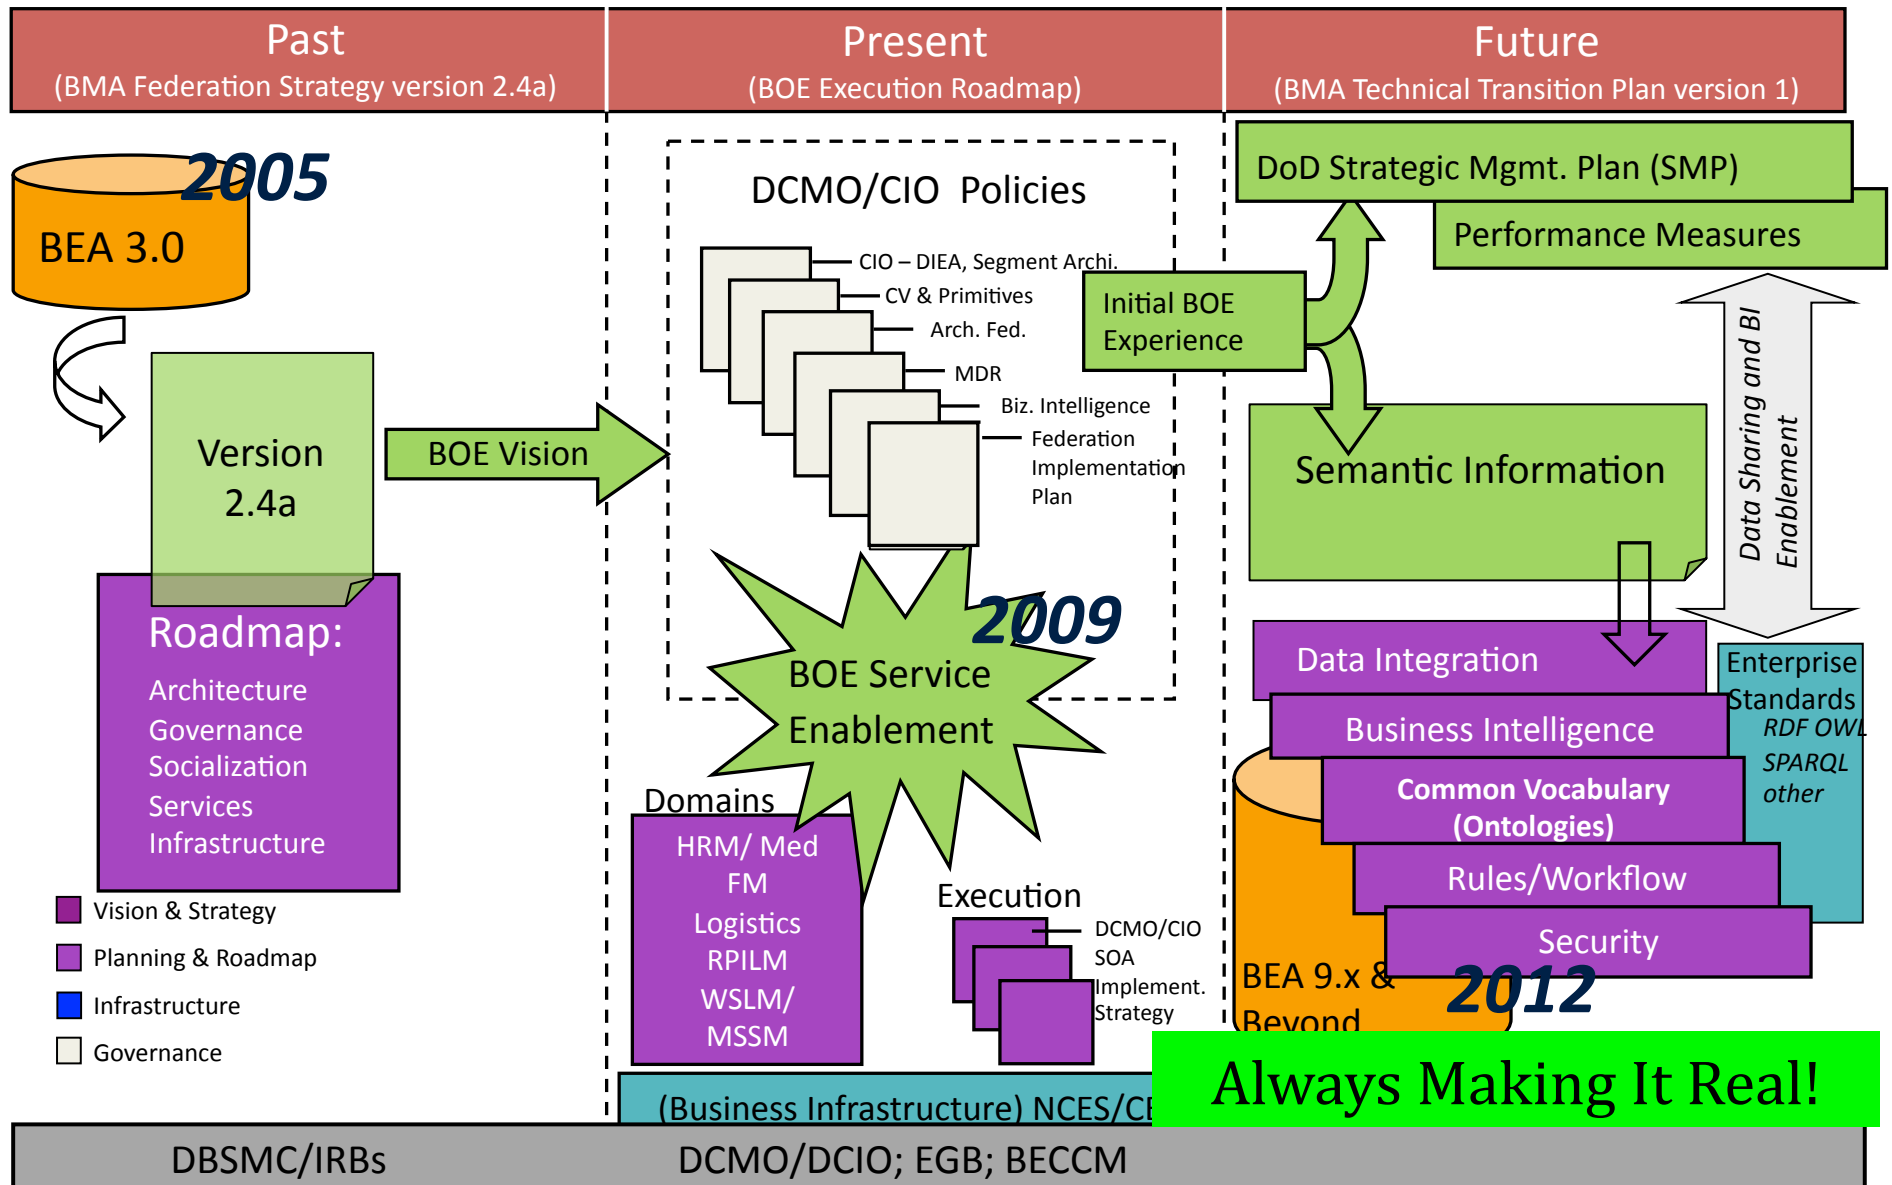 Past
(BMA Federation Strategy version 2.4a)
Present
(BOE Execution Roadmap)
Future
(BMA Technical Transition Plan version 1)
2005
BEA 3.0
Version
2.4a
Roadmap:
Architecture
Governance
Socialization
Services
Infrastructure
Vision & Strategy
Planning & Roadmap
Infrastructure
Governance
BOE Vision
DCMO/CIO Policies
CIO – DIEA, Segment Archi.
CV & Primitives
Arch. Fed.
MDR
Biz. Intelligence
Federation
Implementation
Plan
Initial BOE
Experience
2009
BOE Service
Enablement
Domains
HRM/ Med
FM
Logistics
RPILM
WSLM/
MSSM
Execution
DCMO/CIO
SOA
Implement.
Strategy
(Business Infrastructure) NCES/
DoD Strategic Mgmt. Plan (SMP)
Performance Measures
Data Sharing and BI
Enablement
Semantic Information
Data Integration
Business Intelligence
Common Vocabulary
(Ontologies)
Rules/Workflow
Security
Enterprise
Standards
RDF OWL
SPARQL
other
BEA 9.x &
Beyond
2012
Always Making It Real!
DBSMC/IRBs
DCMO/DCIO; EGB; BECCM